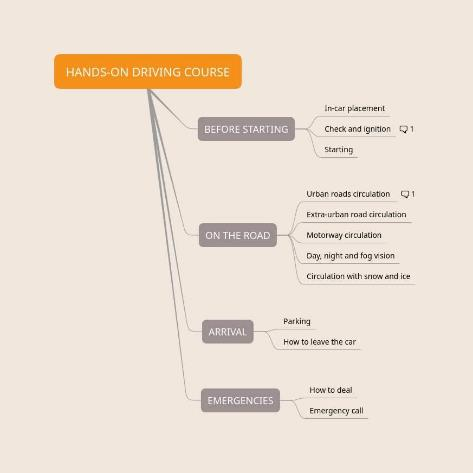 HANDS-ON DRIVING COURSE
BEFORE STARTING
In-car placement
Check and ignition 1
Starting
ON THE ROAD
Urban roads circulation 1
Extra-urban road circulation
Motorway circulation
Day, night and fog vision
Circulation with snow and ice
ARRIVAL
Parking
How to leave the car
EMERGENCIES
How to deal
Emergency call